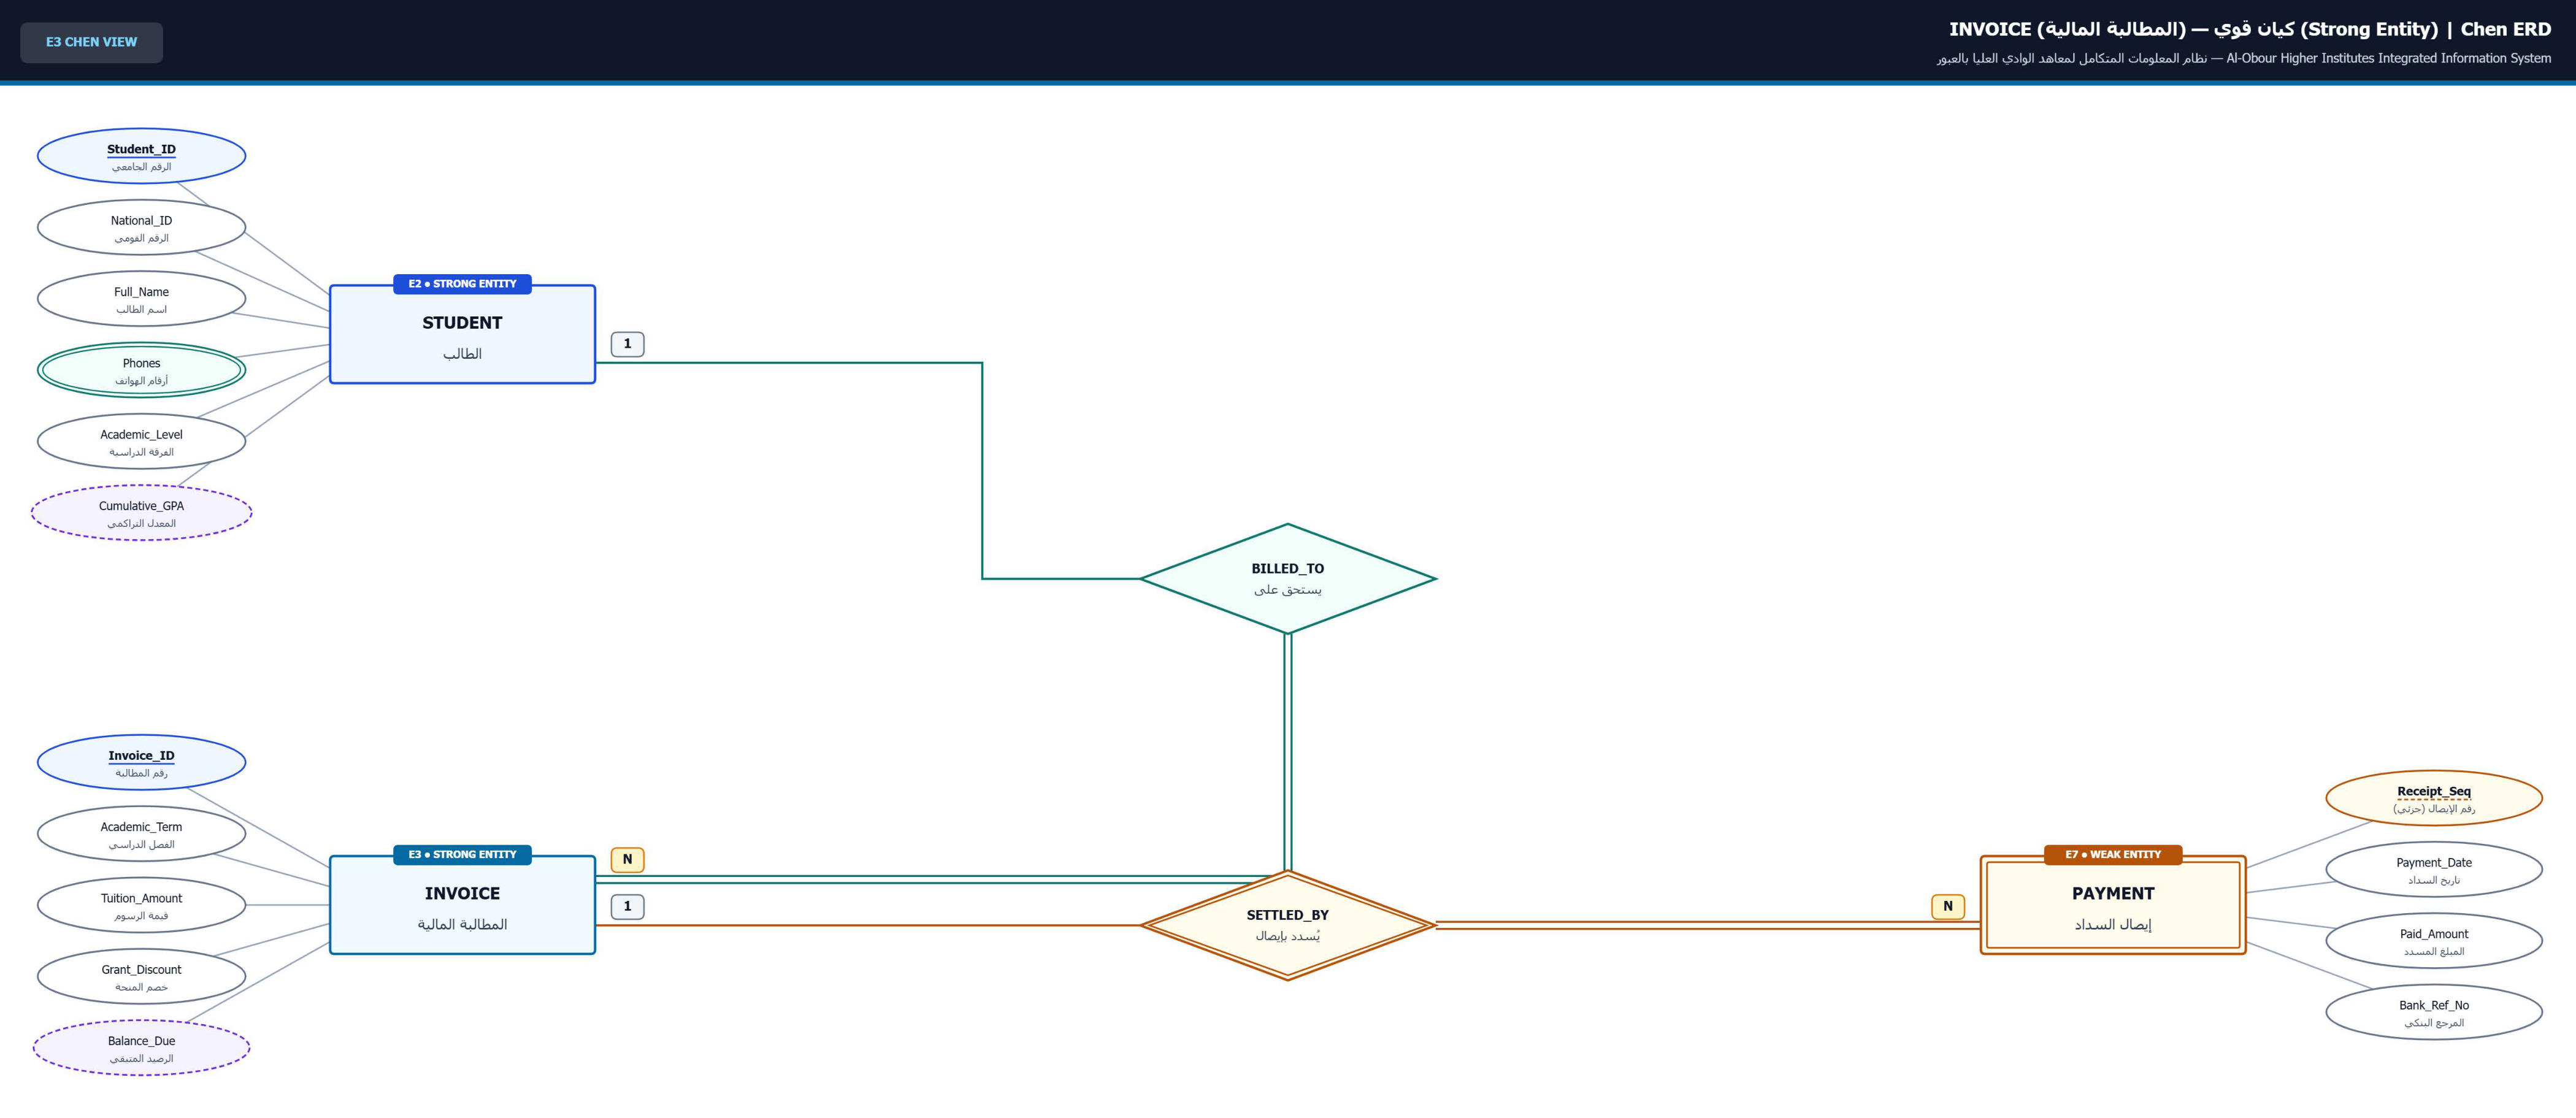 E3 CHEN VIEW
INVOICE (المطالبة المالية) — كيان قوي (Strong Entity) | Chen ERD
نظام المعلومات المتكامل لمعاهد الوادي العليا بالعبور — Al-Obour Higher Institutes Integrated Information System
Student_ID
الرقم الجامعي
National_ID
الرقم القومي
Full_Name
اسم الطالب
Phones
أرقام الهواتف
Academic_Level
الفرقة الدراسية
Cumulative_GPA
المعدل التراكمي
E2 ● STRONG ENTITY
STUDENT
الطالب
1
BILLED_TO
يستحق على
Invoice_ID
رقم المطالبة
Academic_Term
الفصل الدراسي
Tuition_Amount
قيمة الرسوم
Grant_Discount
خصم المنحة
Balance_Due
الرصيد المتبقي
E3 ● STRONG ENTITY
INVOICE
المطالبة المالية
N
1
SETTLED_BY
يُسدد بإيصال
N
E7 ● WEAK ENTITY
PAYMENT
إيصال السداد
Receipt_Seq
رقم الإيصال (جزئي)
Payment_Date
تاريخ السداد
Paid_Amount
المبلغ المسدد
Bank_Ref_No
المرجع البنكي